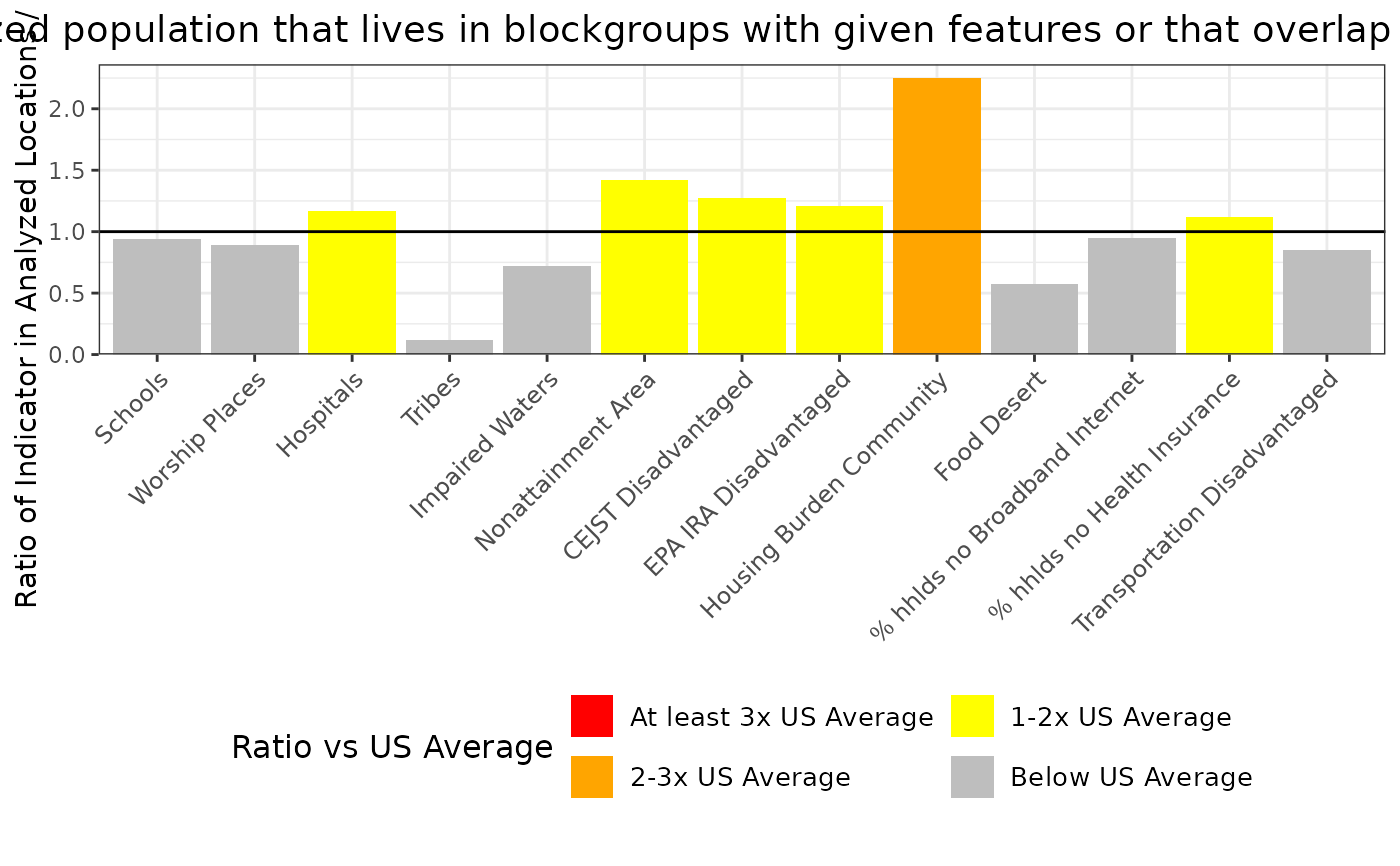 zed population that lives in blockgroups with given features or that overlap
Ratio of Indicator in Analyzed Locations /
2.0
1.5
1.0
0.5
0.0
Schools
Worship Places
Hospitals
Tribes
Impaired Waters
Nonattainment Area
CEJST Disadvantaged
EPA IRA Disadvantaged
Housing Burden Community
Food Desert
% hhlds no Broadband Internet
% hhlds no Health Insurance
Transportation Disadvantaged
Ratio vs US Average
At least 3x US Average
2-3x US Average
1-2x US Average
Below US Average